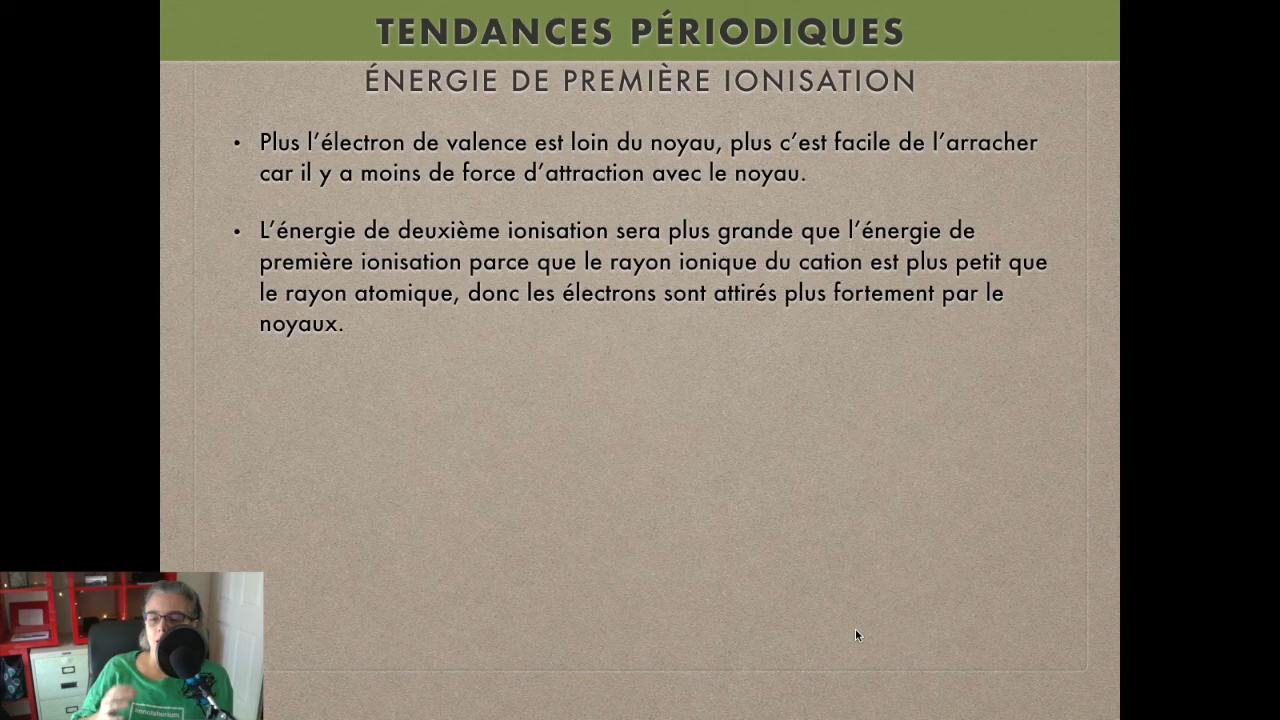 TENDANCES PÉRIODIQUES
ÉNERGIE DE PREMIÈRE IONISATION
• Plus l’électron de valence est loin du noyau, plus c’est facile de l’arracher
car il y a moins de force d’attraction avec le noyau.
• L’énergie de deuxième ionisation sera plus grande que l’énergie de
première ionisation parce que le rayon ionique du cation est plus petit que
le rayon atomique, donc les électrons sont attirés plus fortement par le
noyaux.